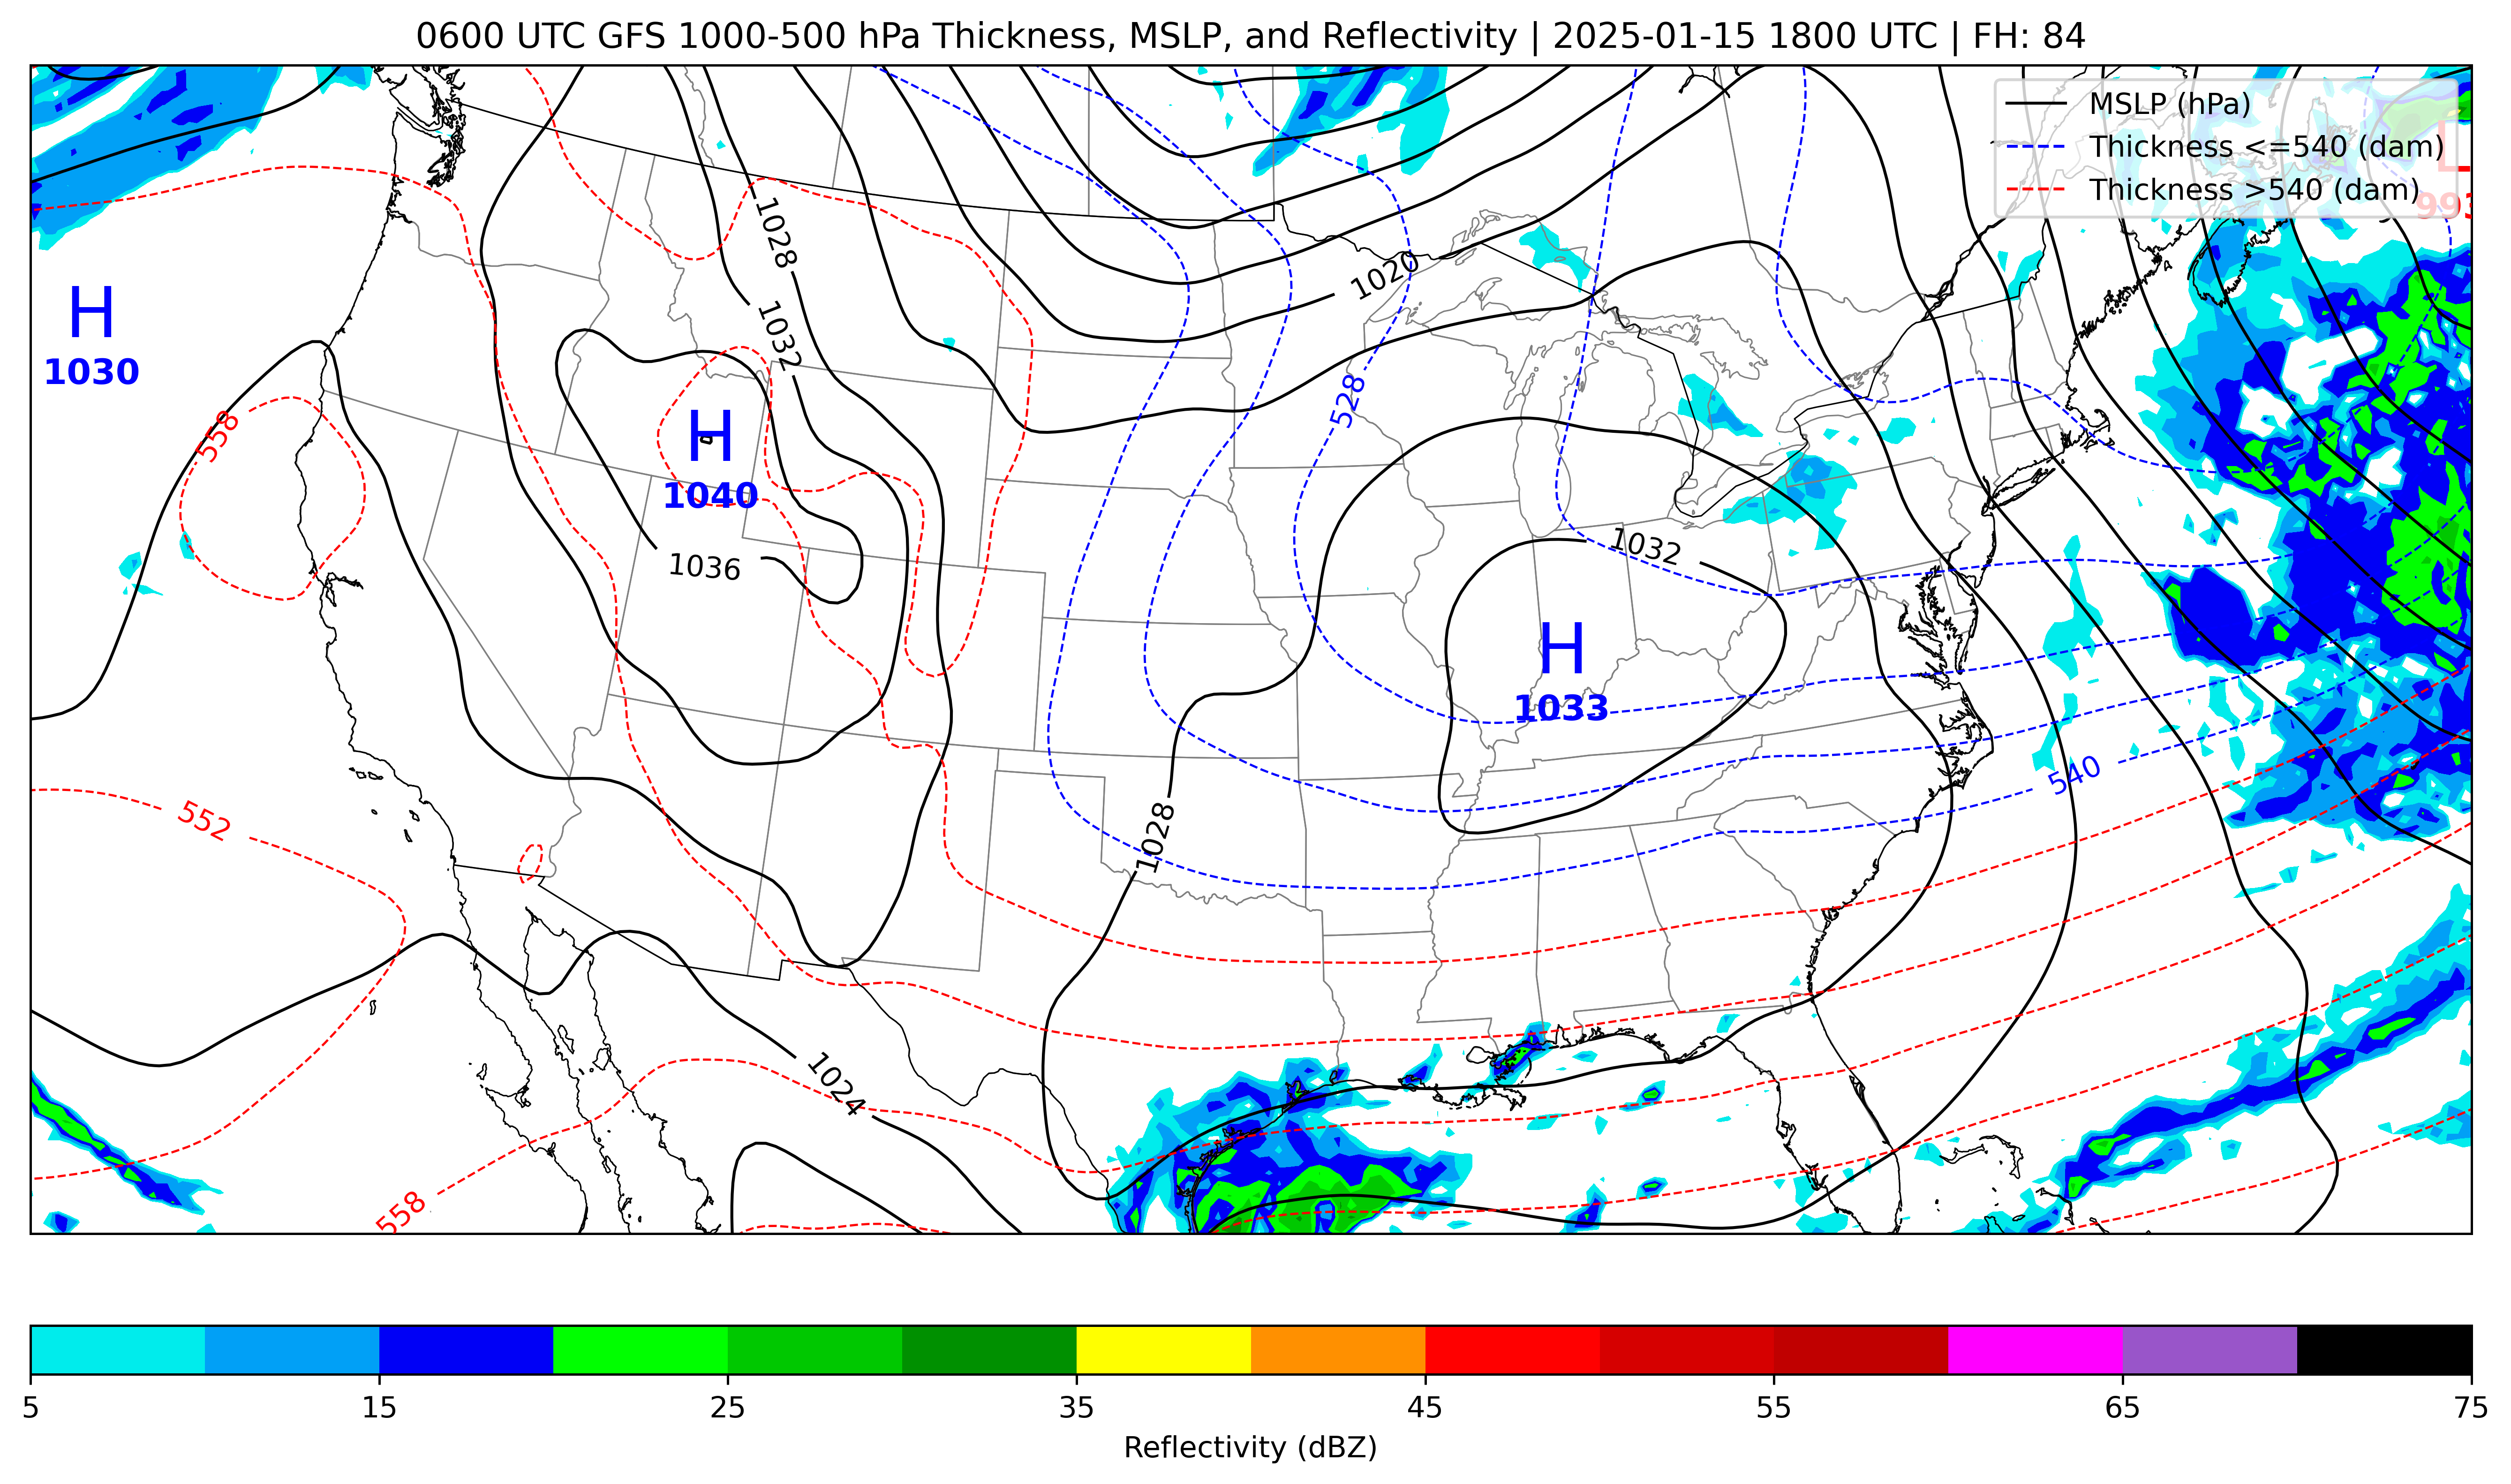 0600 UTC GFS 1000-500 hPa Thickness, MSLP, and Reflectivity | 2025-01-15 1800 UTC | FH: 84
MSLP (hPa)
Thickness <=540 (dam)
Thickness >540 (dam)
L
993
1028
1020
H
1030
1032
528
558
H
1040
1036
1032
H
1033
540
552
1028
1024
558
5 15 25 35 45 55 65 75
Reflectivity (dBZ)